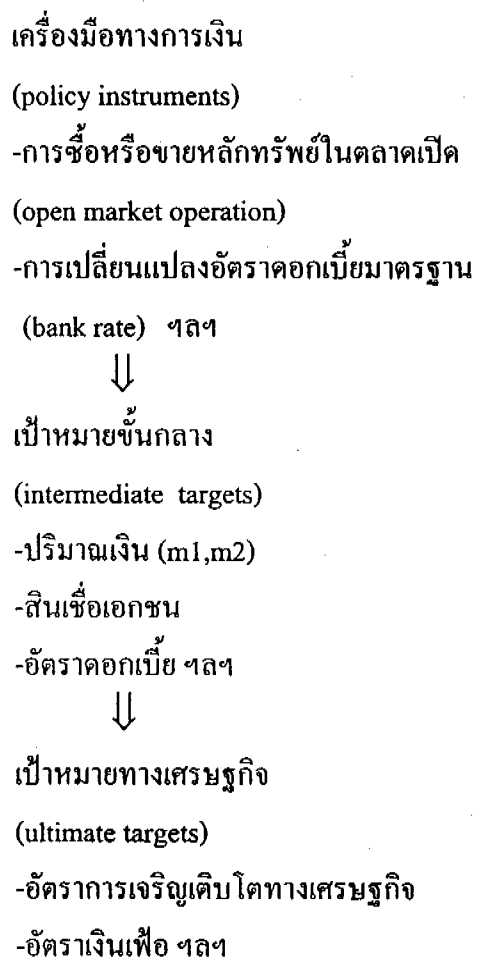 เครื่องมือทางการเงิน
(policy instruments)
-การซื้อหรือขายหลักทรัพย์ในตลาดเปิด
(open market operation)
-การเปลี่ยนแปลงอัตราดอกเบี้ยมาตรฐาน
(bank rate) ฯลฯ
⇓
เป้าหมายขั้นกลาง
(intermediate targets)
-ปริมาณเงิน (m1,m2)
-สินเชื่อเอกชน
-อัตราดอกเบี้ย ฯลฯ
⇓
เป้าหมายทางเศรษฐกิจ
(ultimate targets)
-อัตราการเจริญเติบโตทางเศรษฐกิจ
-อัตราเงินเฟ้อ ฯลฯ